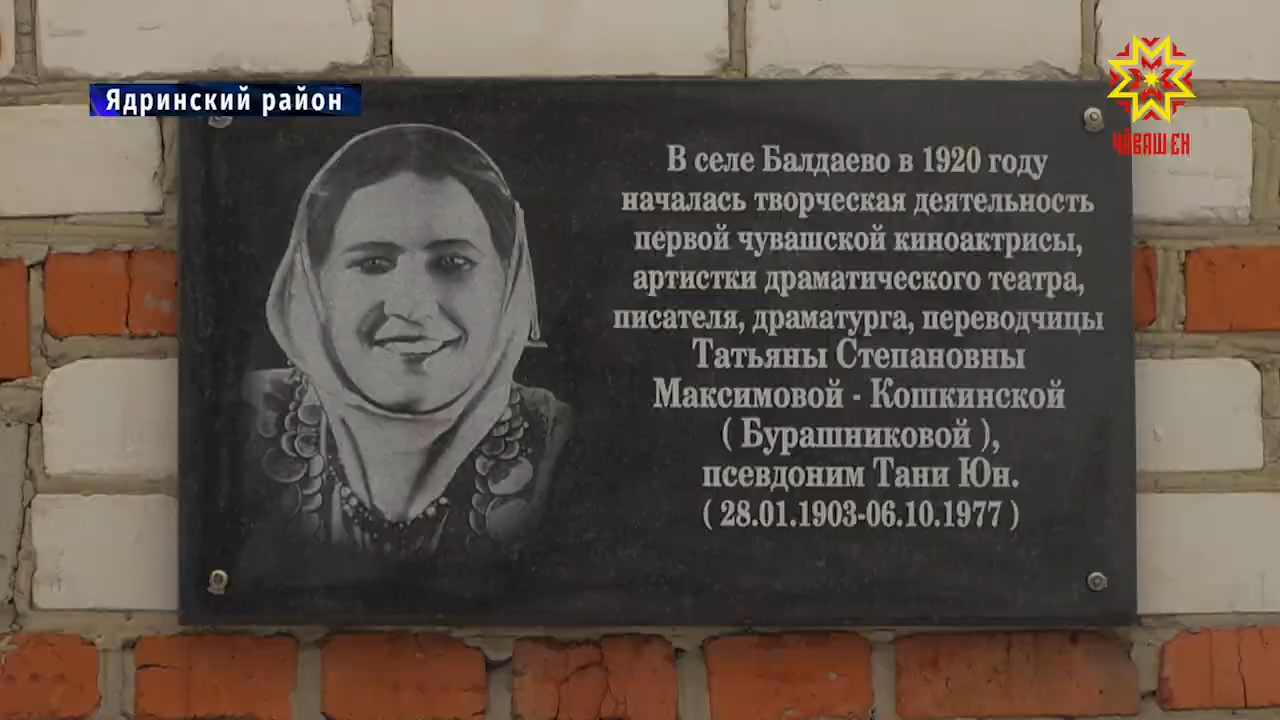 Ядринский район
ЧӐВАШ ЕН
В селе Балдаево в 1920 году
началась творческая деятельность
первой чувашской киноактрисы,
артистки драматического театра,
писателя, драматурга, переводчицы
Татьяны Степановны
Максимовой - Кошкинской
( Бурашниковой ),
псевдоним Тани Юн.
( 28.01.1903-06.10.1977 )